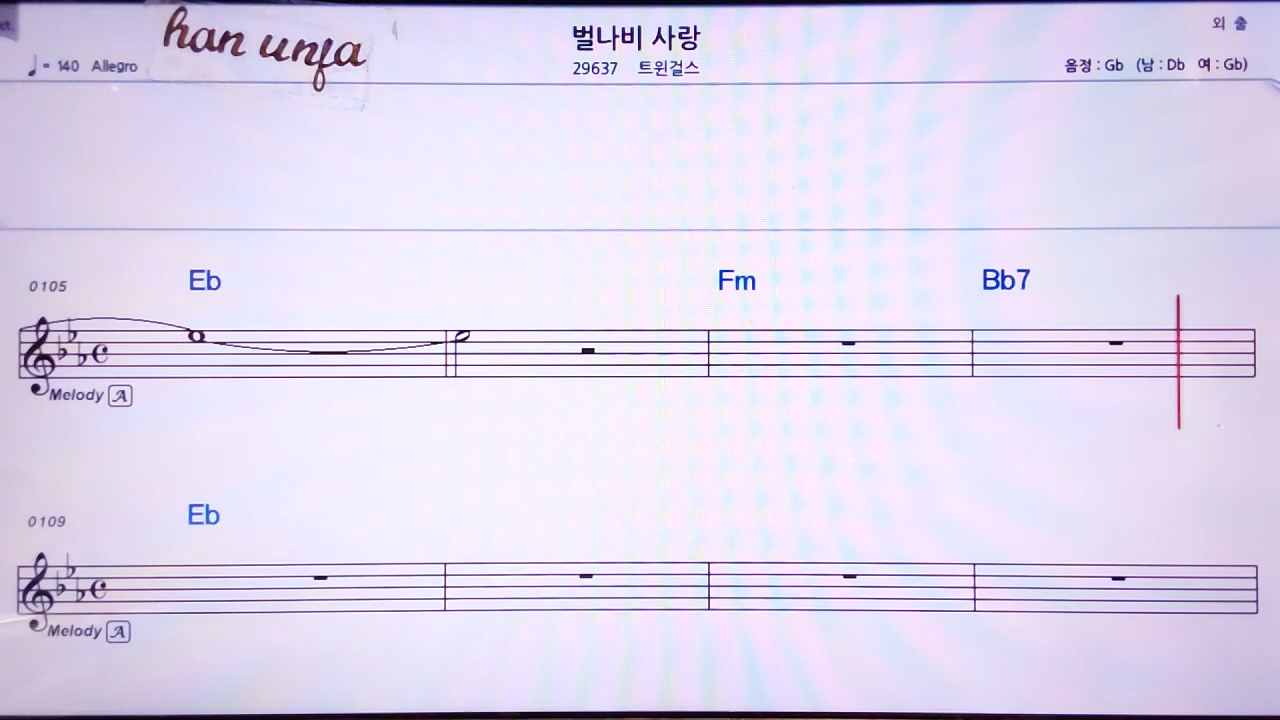 han unfa
벌나비 사랑
외 출
♩= 140 Allegro
29637 트윈걸스
음정 : Gb (남 : Db 여 : Gb)
Eb Fm Bb7
0105
Melody A
Eb
0109
Melody A